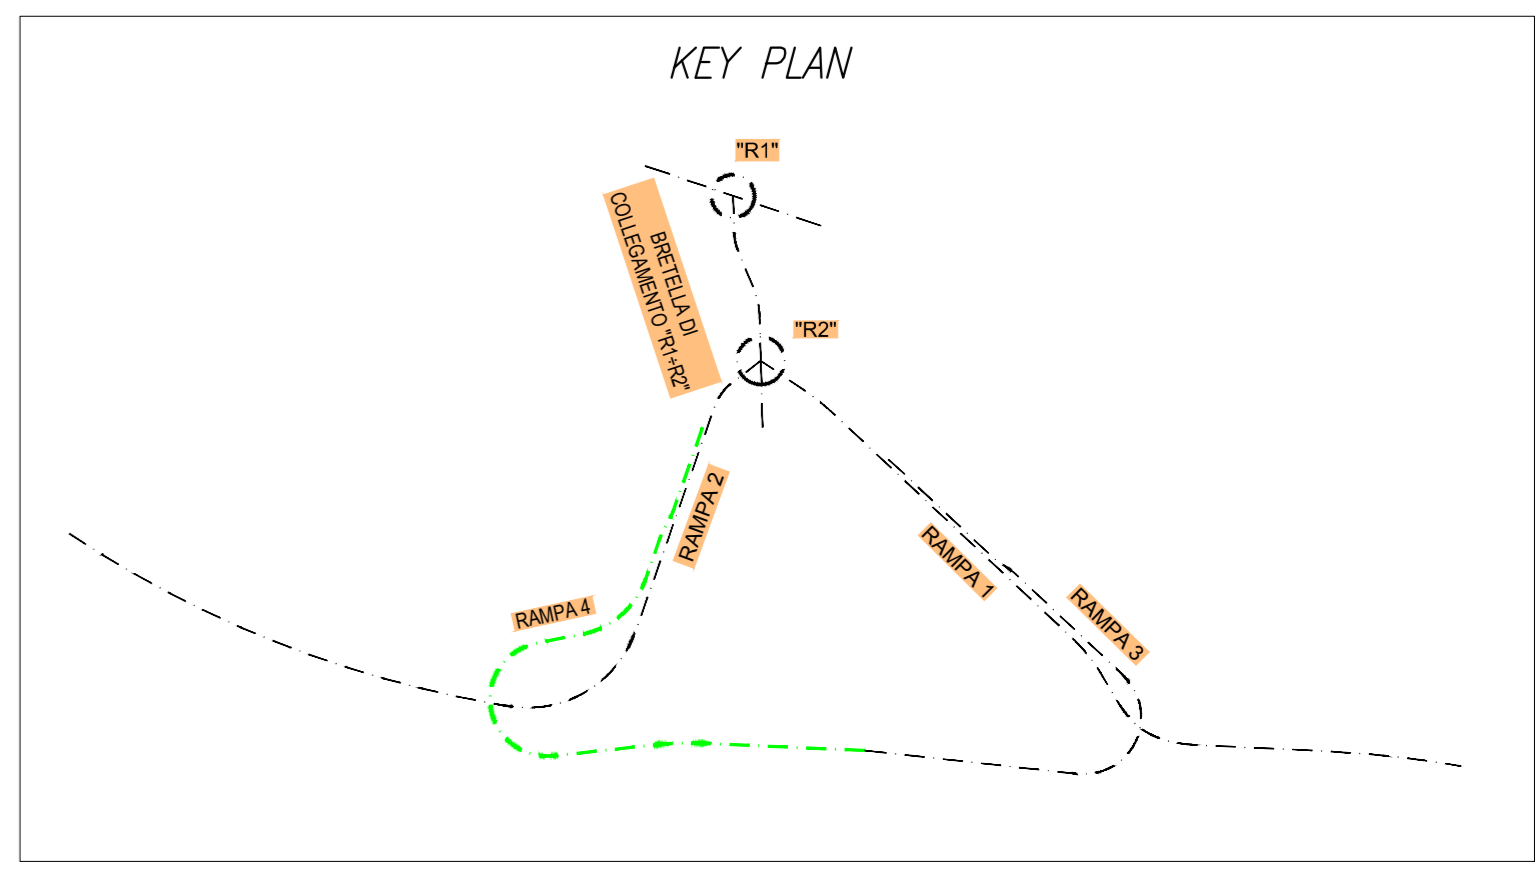 KEY PLAN
"R1"
BRETELLA DI
COLLEGAMENTO "R1÷R2"
"R2"
RAMPA 2
RAMPA 1
RAMPA 4
RAMPA 3